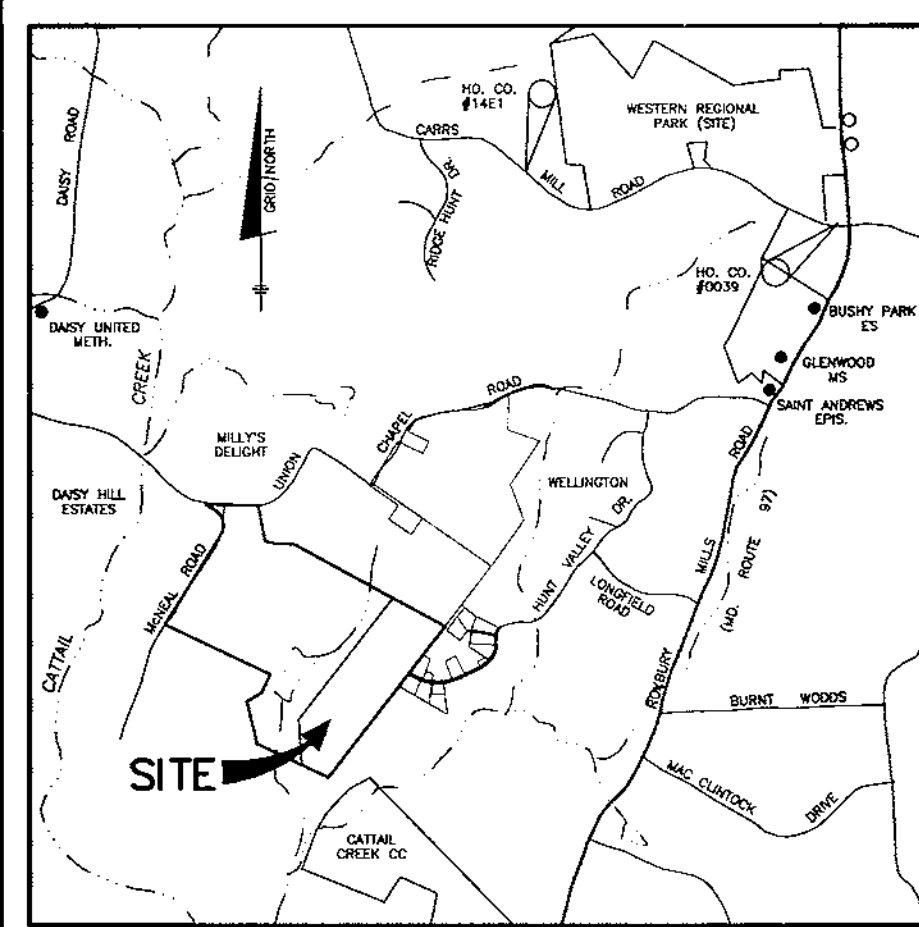 HO. CO.
#14E1
WESTERN REGIONAL
PARK (SITE)
DAISY ROAD
GRID/NORTH
CARRS
MILL
ROAD
RIDGE HUNT DR.
HO. CO.
#0039
DAISY UNITED
METH.
BUSHY PARK
ES
GLENWOOD
MS
SAINT ANDREWS
EPIS.
CREEK
ROAD
CHAPEL
UNION
MILLY'S
DELIGHT
DAISY HILL
ESTATES
WELLINGTON
HUNT VALLEY DR.
ROAD
MILLS
ROXBURY
(MD. ROUTE 97)
LONGFIELD
ROAD
McNEAL ROAD
CATTAIL
BURNT WOODS
SITE
MAC CLINTOCK
DRIVE
CATTAIL
CREEK CC